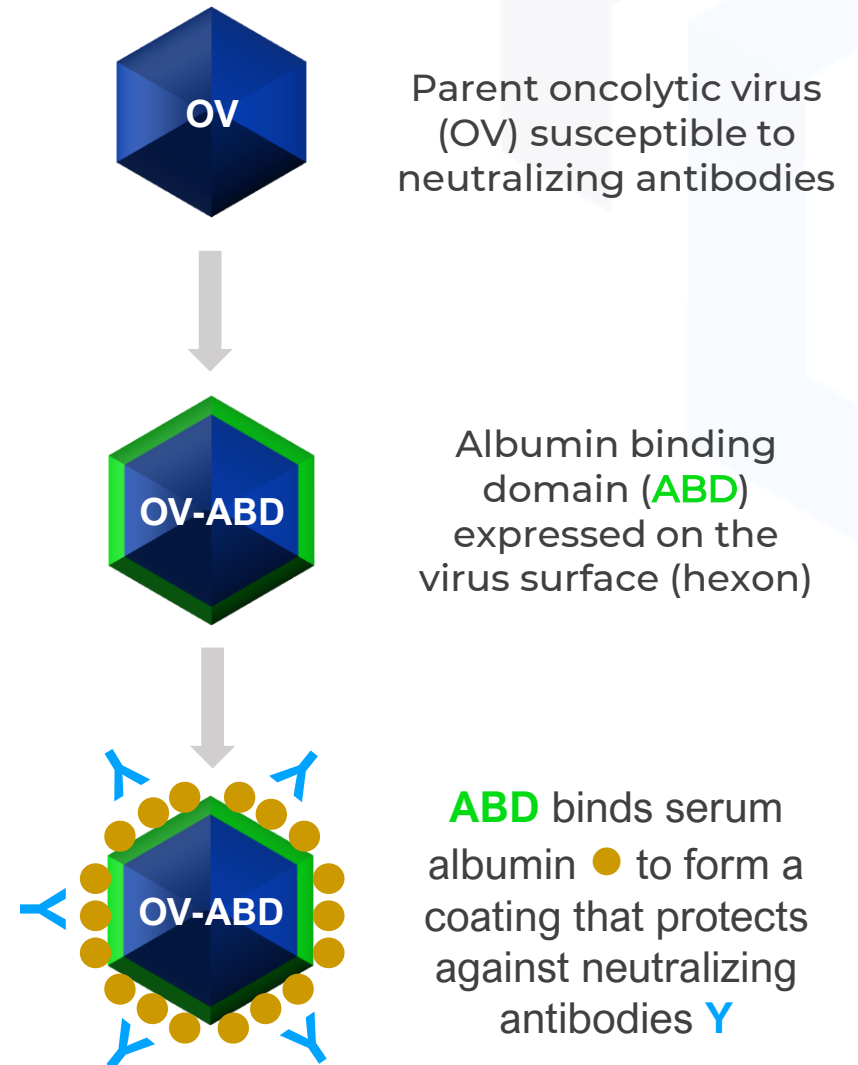 OV
Parent oncolytic virus
(OV) susceptible to
neutralizing antibodies
OV-ABD
Albumin binding
domain (ABD)
expressed on the
virus surface (hexon)
OV-ABD
ABD binds serum
albumin to form a
coating that protects
against neutralizing
antibodies Y